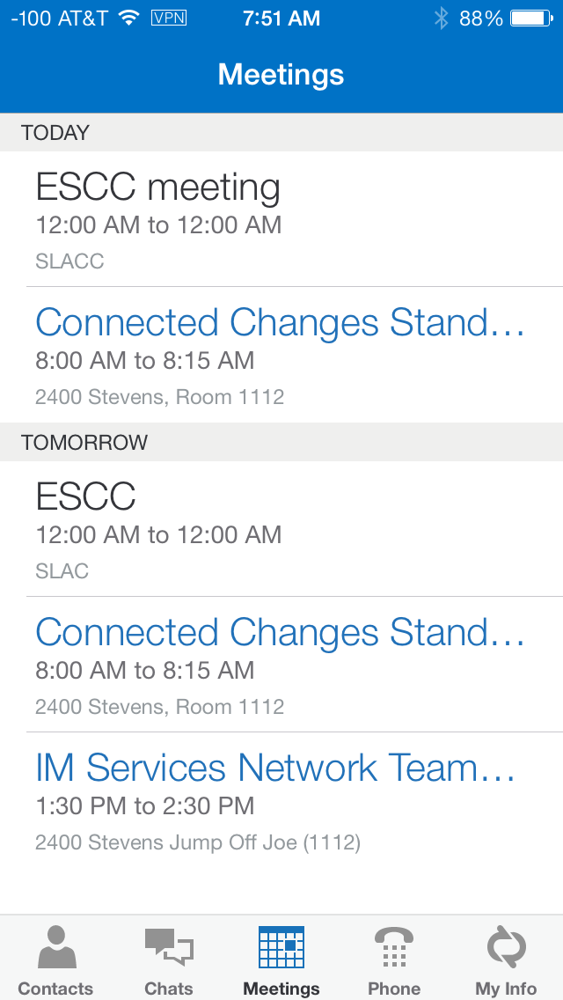 -100 AT&T VPN 7:51 AM 88%
Meetings
TODAY
ESCC meeting
12:00 AM to 12:00 AM
SLACC
Connected Changes Stand...
8:00 AM to 8:15 AM
2400 Stevens, Room 1112
TOMORROW
ESCC
12:00 AM to 12:00 AM
SLAC
Connected Changes Stand...
8:00 AM to 8:15 AM
2400 Stevens, Room 1112
IM Services Network Team...
1:30 PM to 2:30 PM
2400 Stevens Jump Off Joe (1112)
Contacts Chats Meetings Phone My Info